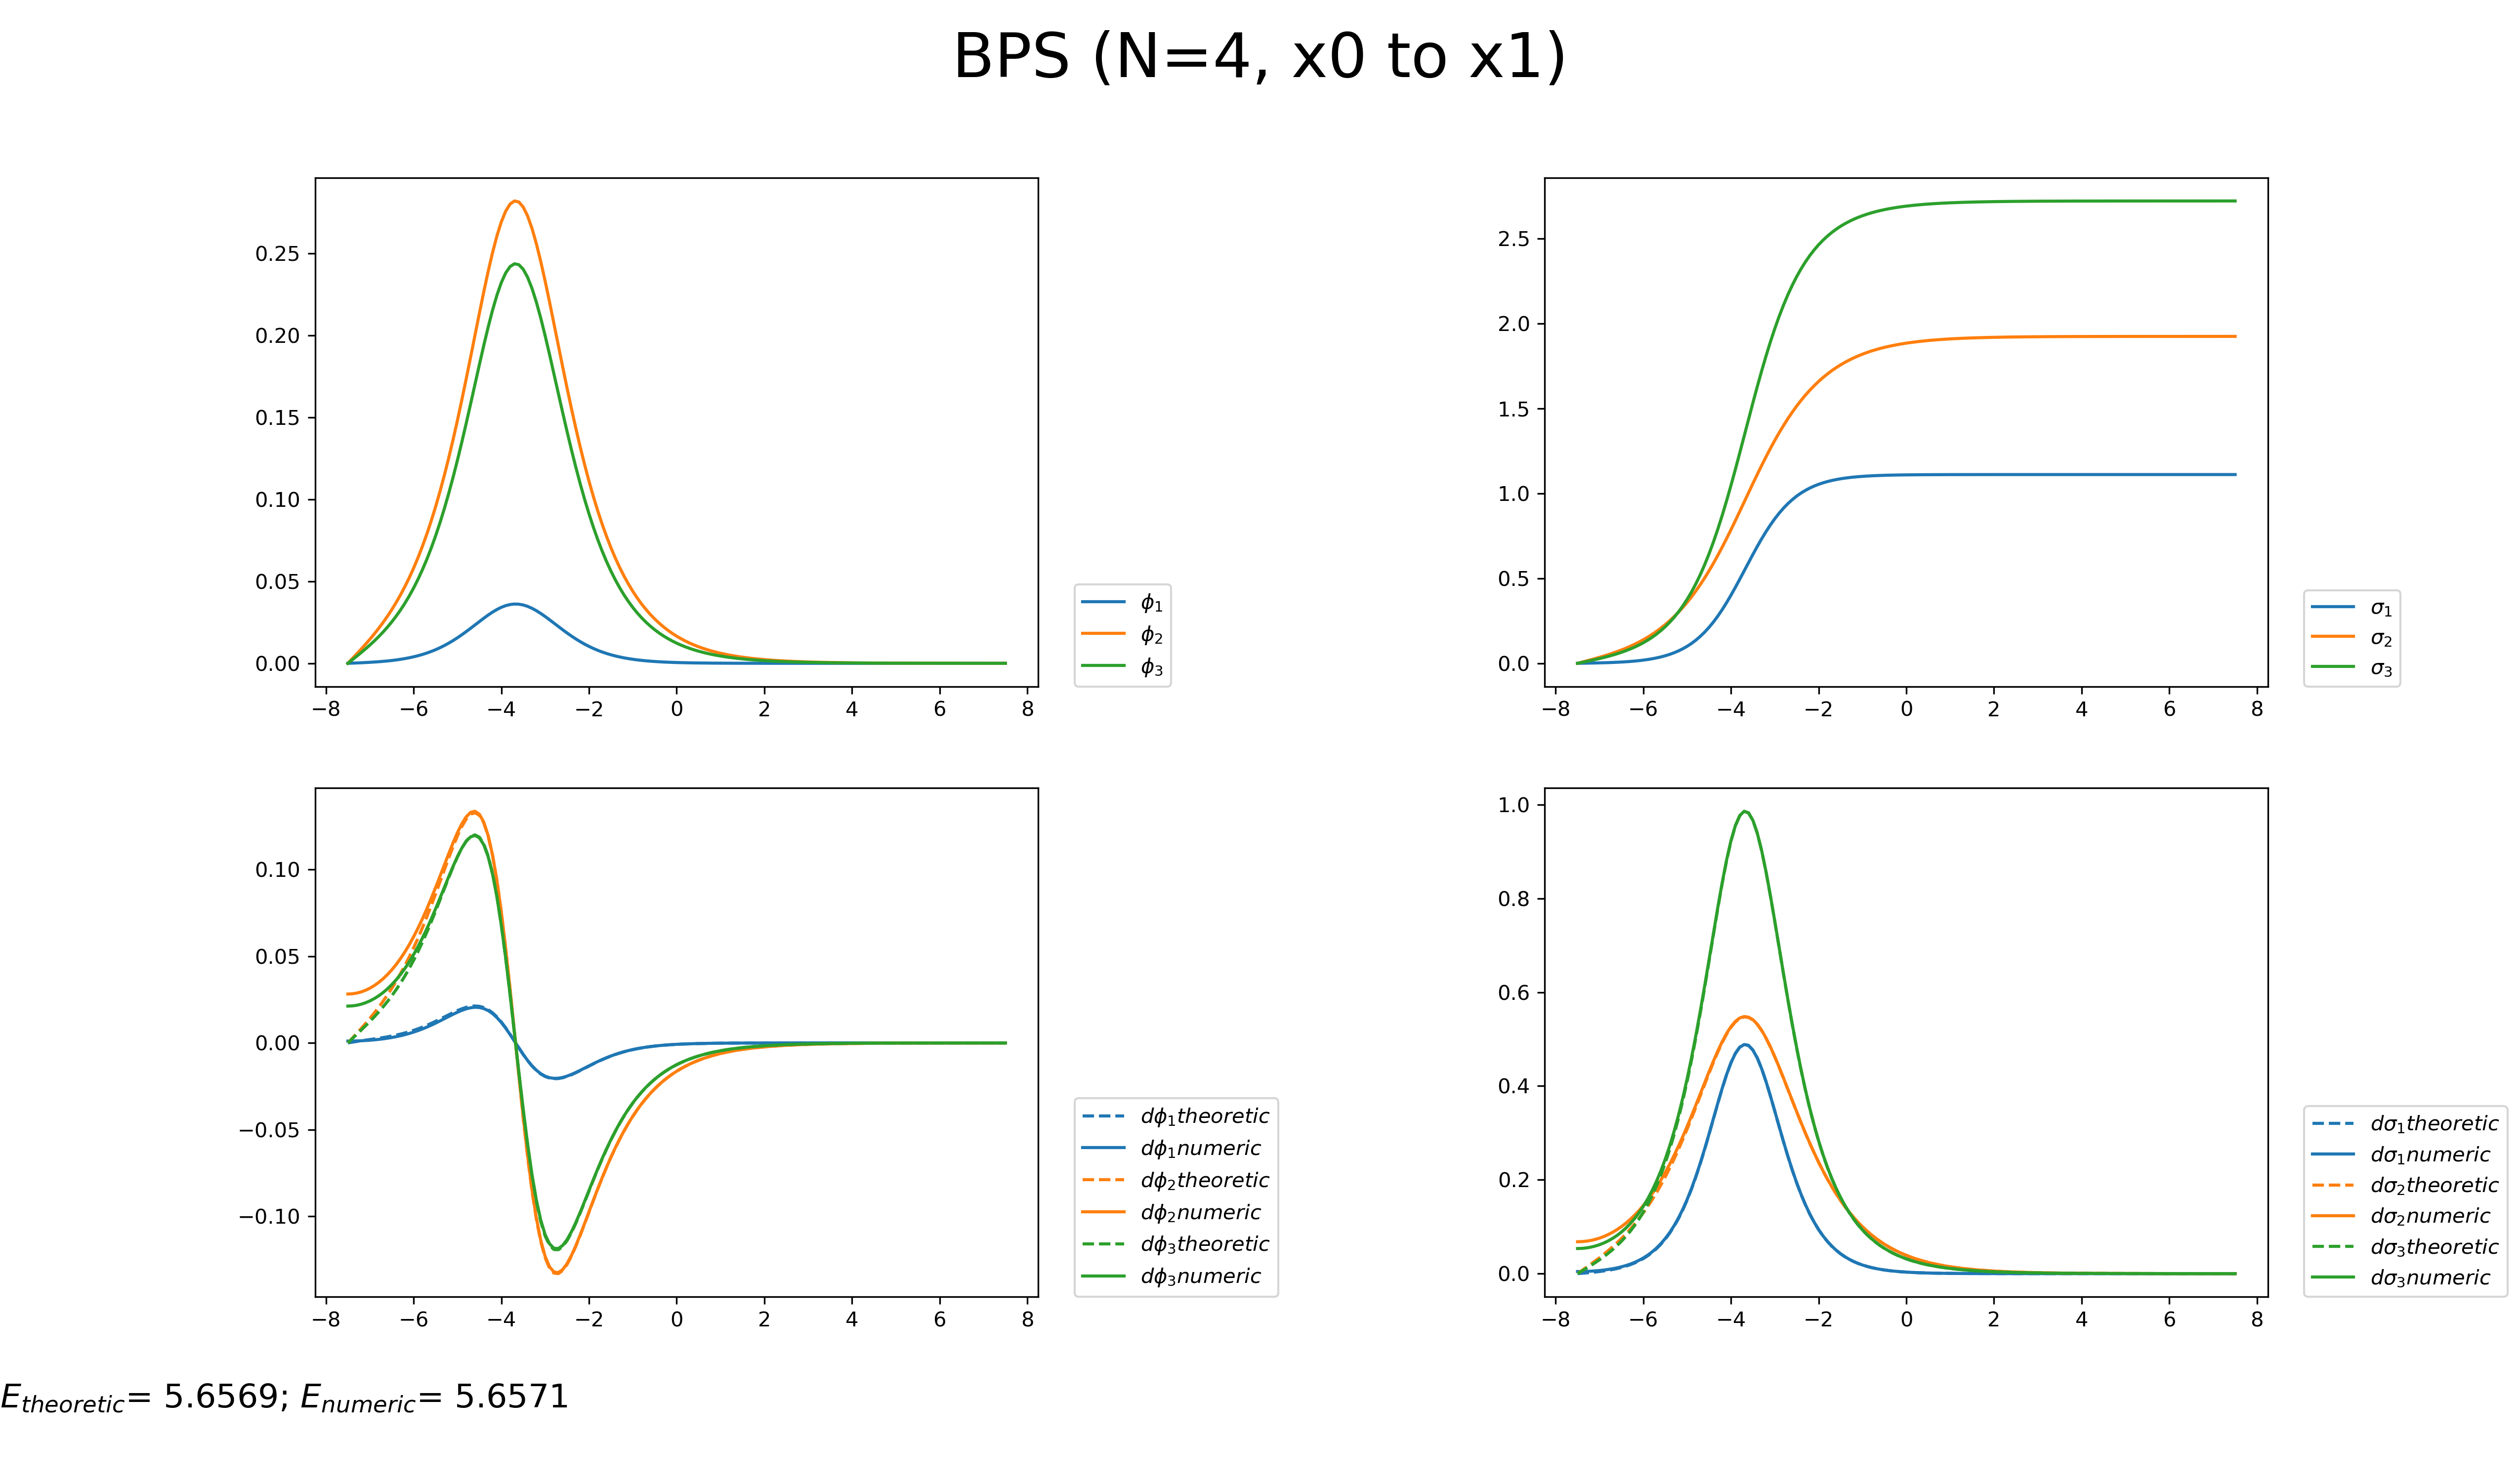 BPS (N=4, x0 to x1)
0.25
0.20
0.15
0.10
0.05
0.00
−8 −6 −4 −2 0 2 4 6 8
ϕ₁
ϕ₂
ϕ₃
2.5
2.0
1.5
1.0
0.5
0.0
−8 −6 −4 −2 0 2 4 6 8
σ₁
σ₂
σ₃
0.10
0.05
0.00
−0.05
−0.10
−8 −6 −4 −2 0 2 4 6 8
dϕ₁theoretic
dϕ₁numeric
dϕ₂theoretic
dϕ₂numeric
dϕ₃theoretic
dϕ₃numeric
1.0
0.8
0.6
0.4
0.2
0.0
−8 −6 −4 −2 0 2 4 6 8
dσ₁theoretic
dσ₁numeric
dσ₂theoretic
dσ₂numeric
dσ₃theoretic
dσ₃numeric
E_theoretic= 5.6569; E_numeric= 5.6571